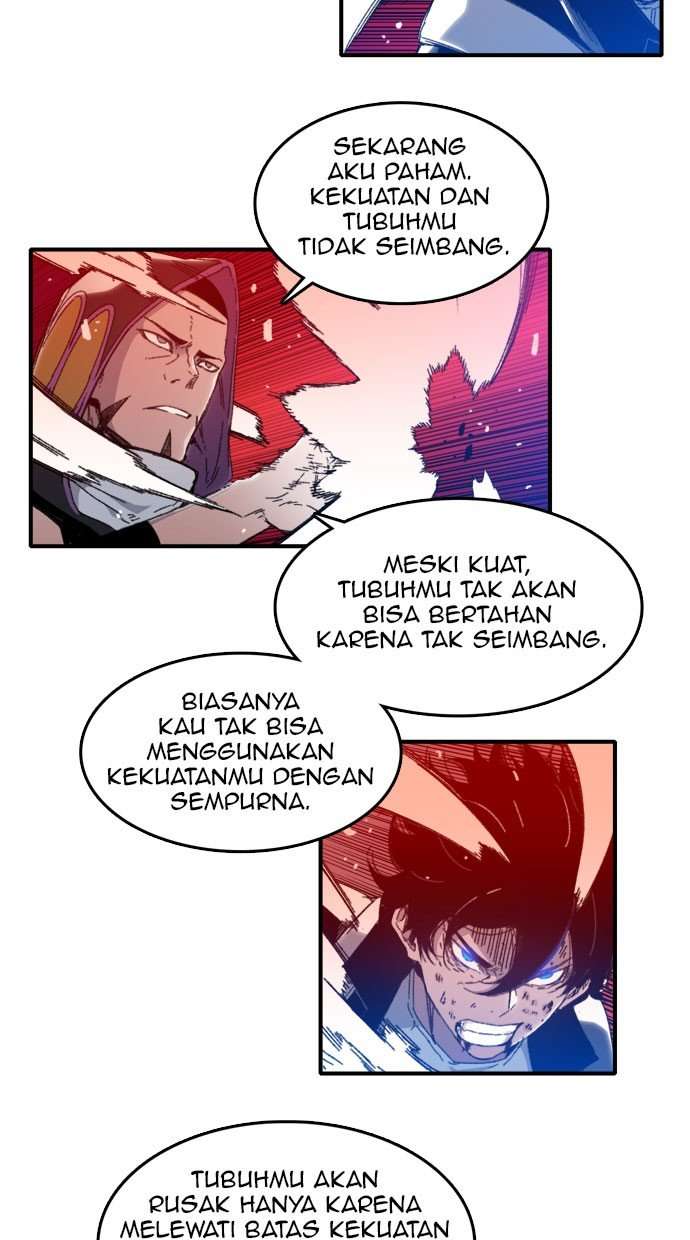 SEKARANG
AKU PAHAM.
KEKUATAN DAN
TUBUHMU
TIDAK SEIMBANG.
MESKI KUAT,
TUBUHMU TAK AKAN
BISA BERTAHAN
KARENA TAK SEIMBANG.
BIASANYA
KAU TAK BISA
MENGGUNAKAN
KEKUATANMU DENGAN
SEMPURNA.
TUBUHMU AKAN
RUSAK HANYA KARENA
MELEWATI BATAS KEKUATAN